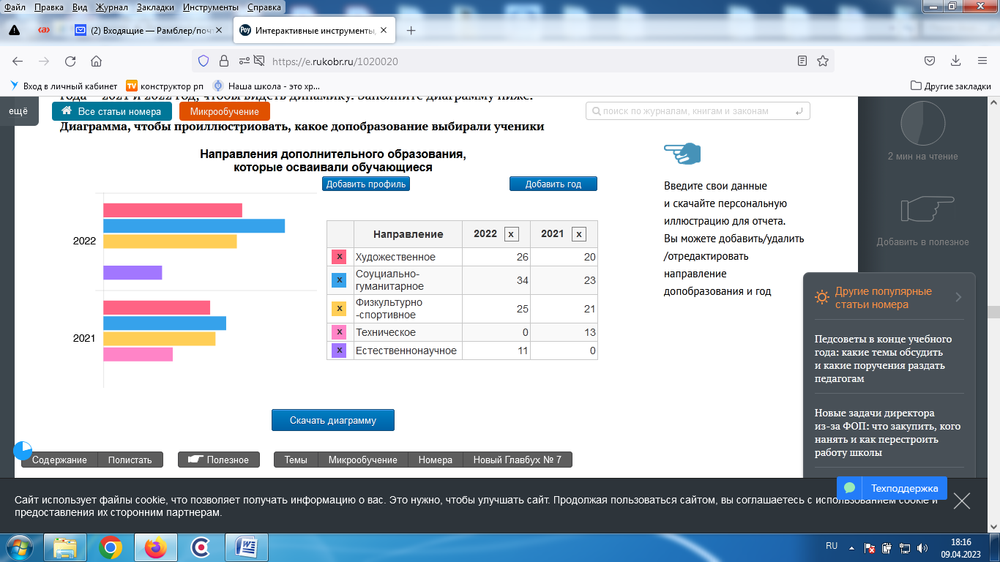 Файл Правка Вид Журнал Закладки Инструменты Справка
<a> (2) Входящие — Рамблер/почт Poy Интерактивные инструменты,
https://e.rukobr.ru/1020020
Вход в личный кабинет TV конструктор рп Наша школа - это хр... Другие закладки
года – 2021 и 2022 год, чтобы видеть динамику. Заполните диаграмму ниже.
ещё Все статьи номера Микрообучение поиск по журналам, книгам и законам
Диаграмма, чтобы проиллюстриовать, какое допобразование выбирали ученики
Направления дополнительного образования,
которые осваивали обучающиеся
Добавить профиль Добавить год
2022
2021
Направление 2022 x 2021 x
x Художественное 26 20
x Соуциально-
гуманитарное 34 23
x Физкультурно
-спортивное 25 21
x Техническое 0 13
x Естественнонаучное 11 0
Скачать диаграмму
Введите свои данные
и скачайте персональную
иллюстрацию для отчета.
Вы можете добавить/удалить
/отредактировать
направление
допобразования и год
2 мин на чтение
Добавить в полезное
Другие популярные
статьи номера
Педсоветы в конце учебного
года: какие темы обсудить
и какие поручения раздать
педагогам
Новые задачи директора
из-за ФОП: что закупить, кого
нанять и как перестроить
работу школы
Содержание Полистать Полезное Темы Микрообучение Номера Новый Главбух № 7
Техподдержка
Сайт использует файлы cookie, что позволяет получать информацию о вас. Это нужно, чтобы улучшать сайт. Продолжая пользоваться сайтом, вы соглашаетесь с использованием cookie и
предоставления их сторонним партнерам.
RU 18:16
09.04.2023